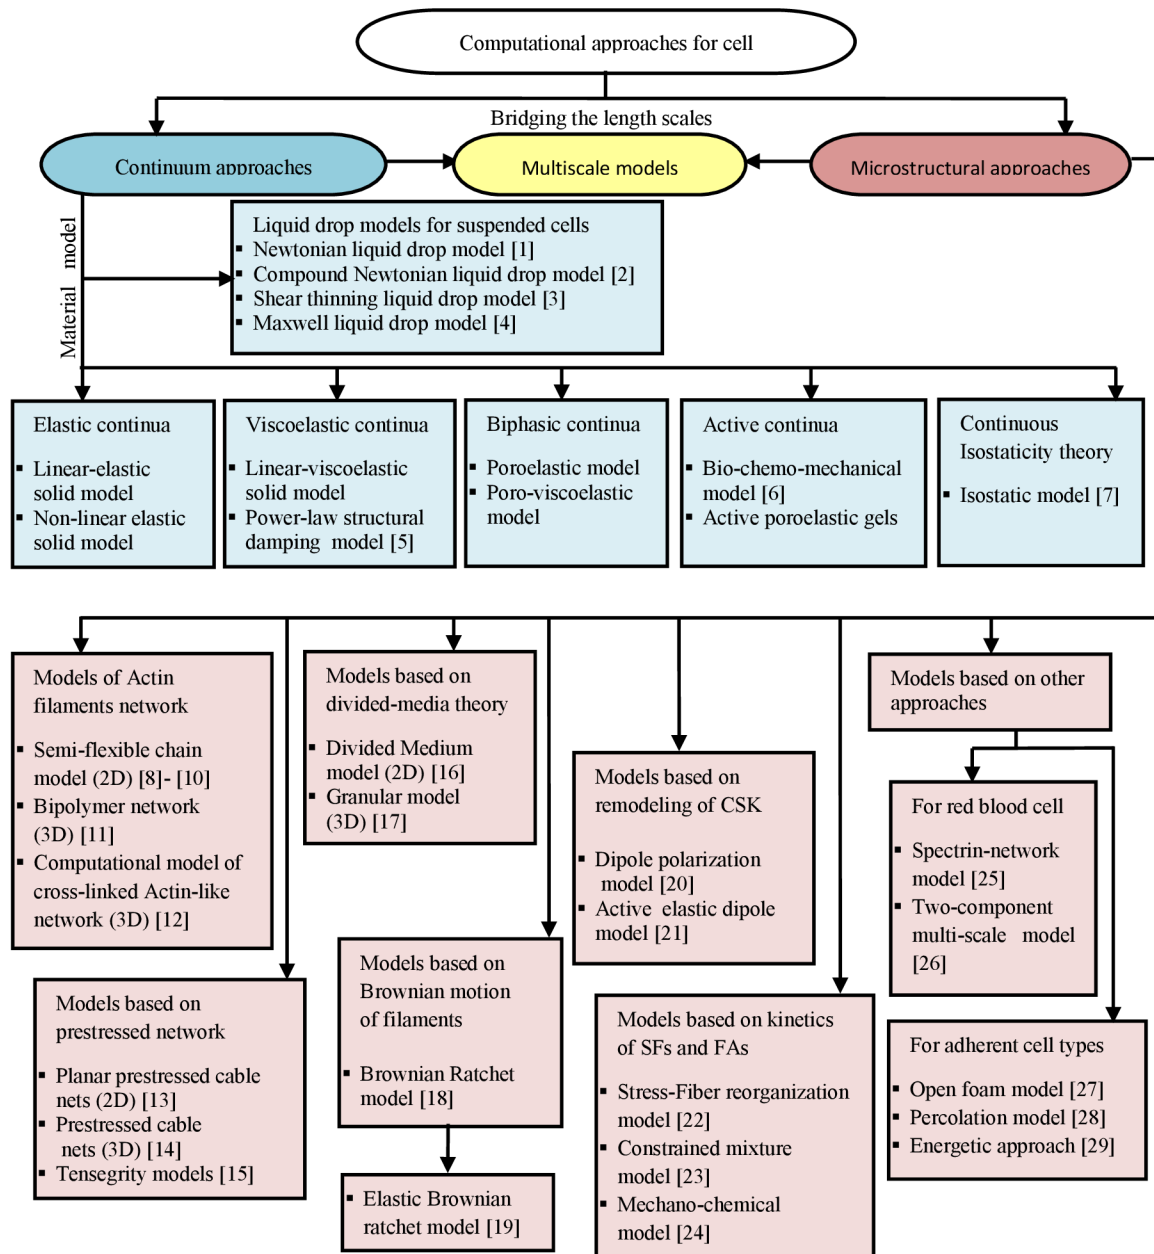 Computational approaches for cell
Bridging the length scales
Continuum approaches
Multiscale models
Microstructural approaches
Material model
Liquid drop models for suspended cells
▪ Newtonian liquid drop model [1]
▪ Compound Newtonian liquid drop model [2]
▪ Shear thinning liquid drop model [3]
▪ Maxwell liquid drop model [4]
Elastic continua
▪ Linear-elastic
solid model
▪ Non-linear elastic
solid model
Viscoelastic continua
▪ Linear-viscoelastic
solid model
▪ Power-law structural
damping model [5]
Biphasic continua
▪ Poroelastic model
▪ Poro-viscoelastic
model
Active continua
▪ Bio-chemo-mechanical
model [6]
▪ Active poroelastic gels
Continuous
Isostaticity theory
▪ Isostatic model [7]
Models of Actin
filaments network
▪ Semi-flexible chain
model (2D) [8]- [10]
▪ Bipolymer network
(3D) [11]
▪ Computational model of
cross-linked Actin-like
network (3D) [12]
Models based on
prestressed network
▪ Planar prestressed cable
nets (2D) [13]
▪ Prestressed cable
nets (3D) [14]
▪ Tensegrity models [15]
Models based on
divided-media theory
▪ Divided Medium
model (2D) [16]
▪ Granular model
(3D) [17]
Models based on
Brownian motion
of filaments
▪ Brownian Ratchet
model [18]
▪ Elastic Brownian
ratchet model [19]
Models based on
remodeling of CSK
▪ Dipole polarization
model [20]
▪ Active elastic dipole
model [21]
Models based on kinetics
of SFs and FAs
▪ Stress-Fiber reorganization
model [22]
▪ Constrained mixture
model [23]
▪ Mechano-chemical
model [24]
Models based on other
approaches
For red blood cell
▪ Spectrin-network
model [25]
▪ Two-component
multi-scale model
[26]
For adherent cell types
▪ Open foam model [27]
▪ Percolation model [28]
▪ Energetic approach [29]